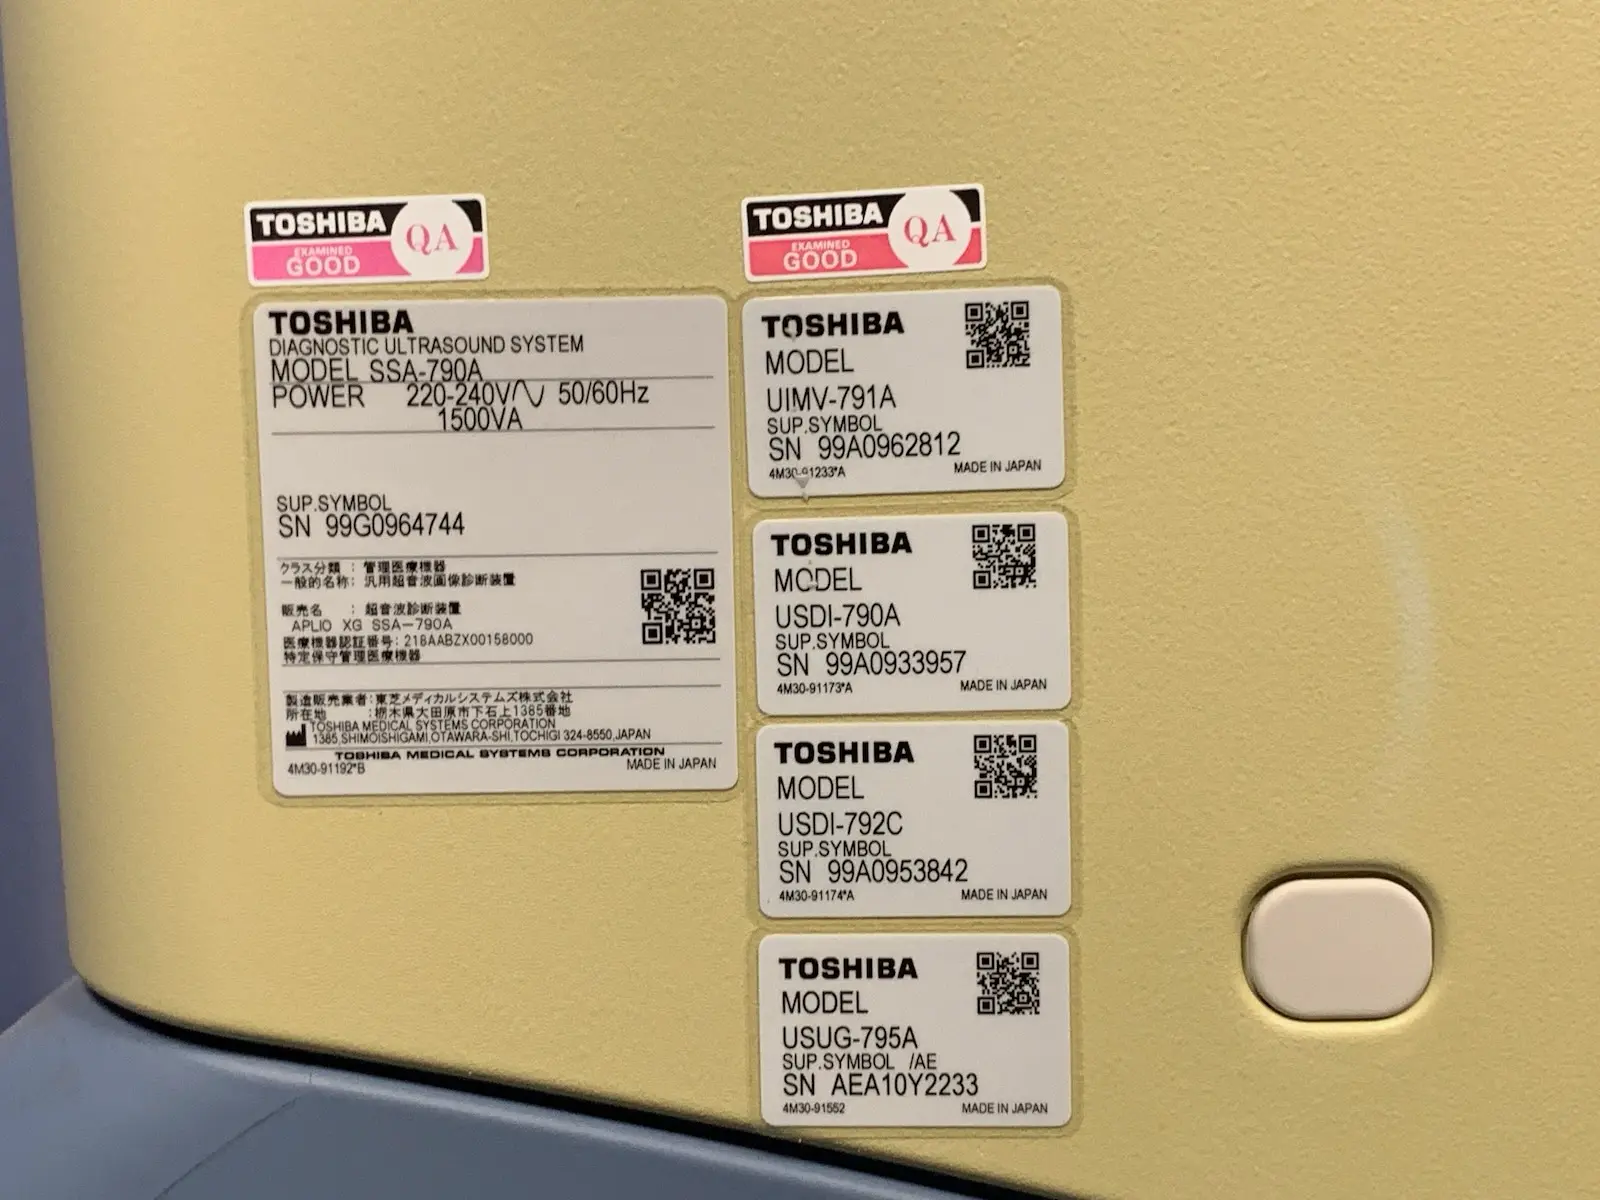 TOSHIBA
EXAMINED
GOOD
QA
TOSHIBA
DIAGNOSTIC ULTRASOUND SYSTEM
MODEL SSA-790A
POWER 220-240V 50/60Hz
1500VA
SUP.SYMBOL
SN 99G0964744
クラス分類 : 管理医療機器
一般的名称: 汎用超音波画像診断装置
販売名 : 超音波診断装置
APLIO XG SSA-790A
医療機器認証番号: 218AABZX00158000
特定保守管理医療機器
製造販売業者:東芝メディカルシステムズ株式会社
所在地 :栃木県大田原市下石上1385番地
TOSHIBA MEDICAL SYSTEMS CORPORATION
1385,SHIMOISHIGAMI,OTAWARA-SHI,TOCHIGI 324-8550,JAPAN
TOSHIBA MEDICAL SYSTEMS CORPORATION
4M30-91192*B MADE IN JAPAN
TOSHIBA
EXAMINED
GOOD
QA
TOSHIBA
MODEL
UIMV-791A
SUP.SYMBOL
SN 99A0962812
4M30-91233*A MADE IN JAPAN
TOSHIBA
MODEL
USDI-790A
SUP.SYMBOL
SN 99A0933957
4M30-91173*A MADE IN JAPAN
TOSHIBA
MODEL
USDI-792C
SUP.SYMBOL
SN 99A0953842
4M30-91174*A MADE IN JAPAN
TOSHIBA
MODEL
USUG-795A
SUP.SYMBOL /AE
SN AEA10Y2233
4M30-91552 MADE IN JAPAN